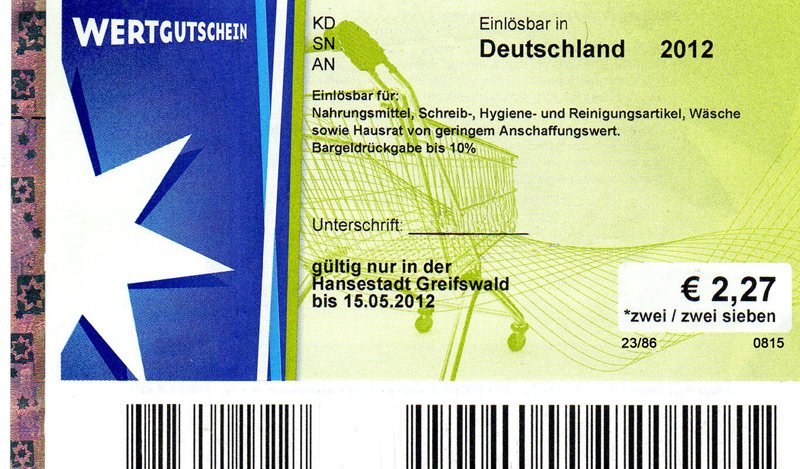 WERTGUTSCHEIN
KD
SN
AN
Einlösbar in
Deutschland 2012
Einlösbar für:
Nahrungsmittel, Schreib-, Hygiene- und Reinigungsartikel, Wäsche
sowie Hausrat von geringem Anschaffungswert.
Bargeldrückgabe bis 10%
Unterschrift:
gültig nur in der
Hansestadt Greifswald
bis 15.05.2012
€ 2,27
*zwei / zwei sieben
23/86 0815